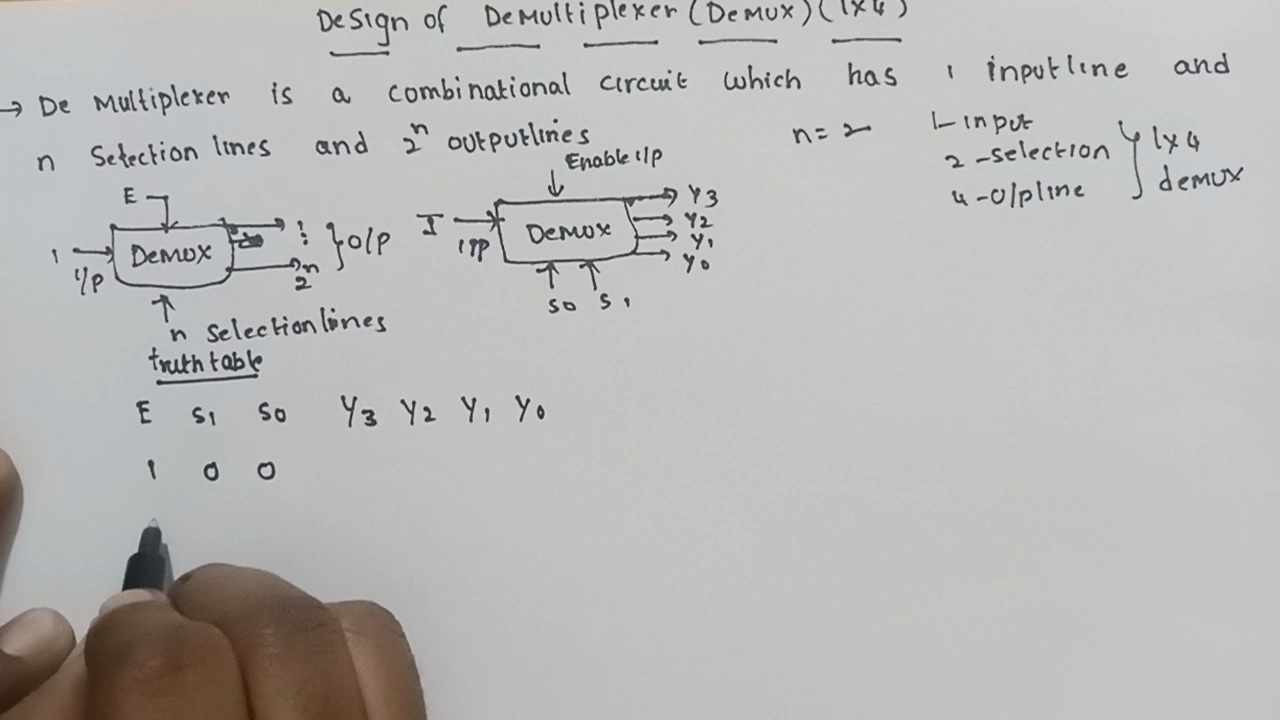 Design of DeMultiplexer (DeMUX) (1x4)
→ De Multiplexer is a combinational circuit which has 1 inputline and
n Selection lines and 2^n outputlines
n = 2
1-input
2-selection
4-o/pline
} 1x4
demux
E
1
i/p
DeMUX
⋮
2^n
} O/P
n selectionlines
Enable i/p
I
i/p
DeMUX
Y3
Y2
Y1
Y0
S0 S1
truth table
E S1 S0 Y3 Y2 Y1 Y0
1 0 0